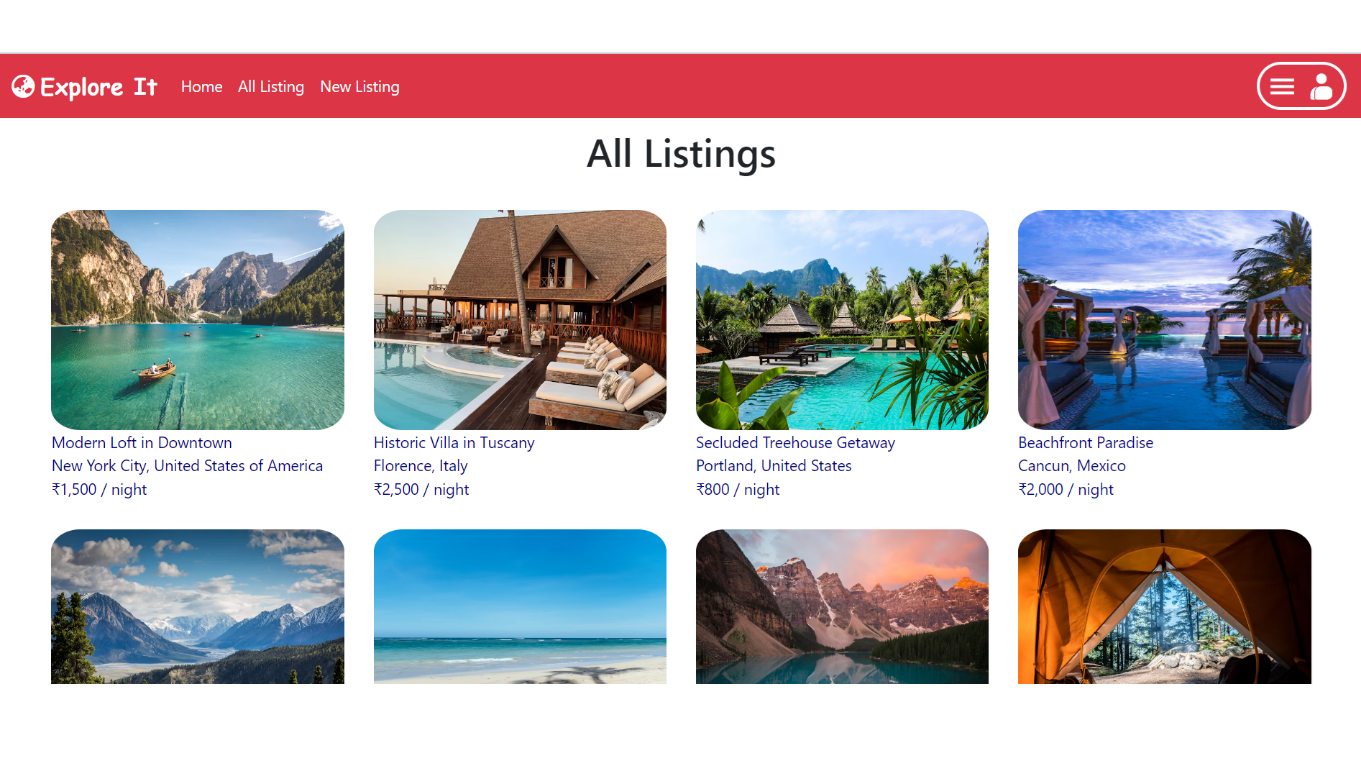 Explore It
Home
All Listing
New Listing
All Listings
Modern Loft in Downtown
New York City, United States of America
₹1,500 / night
Historic Villa in Tuscany
Florence, Italy
₹2,500 / night
Secluded Treehouse Getaway
Portland, United States
₹800 / night
Beachfront Paradise
Cancun, Mexico
₹2,000 / night